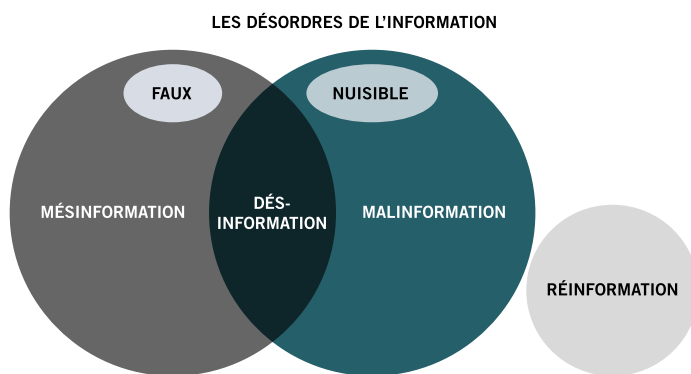 LES DÉSORDRES DE L’INFORMATION
FAUX
NUISIBLE
MÉSINFORMATION
DÉS-
INFORMATION
MALINFORMATION
RÉINFORMATION